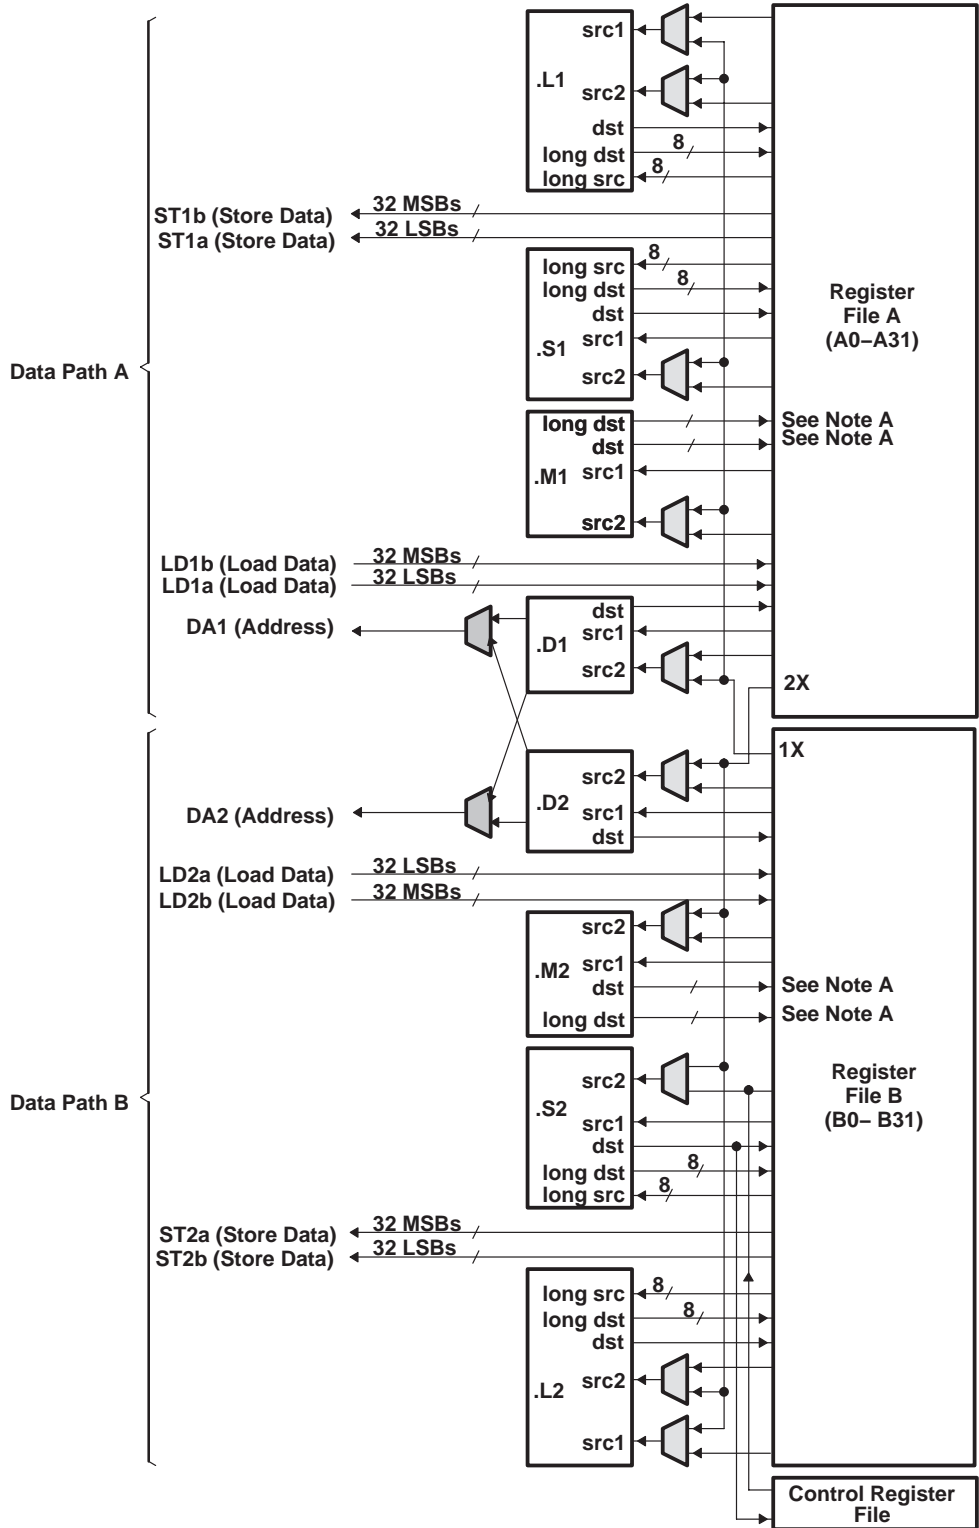 src1
.L1
src2
dst
long dst
8
long src
8
ST1b (Store Data)
32 MSBs
ST1a (Store Data)
32 LSBs
long src
8
long dst
8
dst
.S1
src1
src2
Register
File A
(A0–A31)
Data Path A
long dst
See Note A
dst
See Note A
.M1
src1
src2
LD1b (Load Data)
32 MSBs
LD1a (Load Data)
32 LSBs
DA1 (Address)
dst
.D1
src1
src2
2X
1X
src2
.D2
src1
dst
DA2 (Address)
LD2a (Load Data)
32 LSBs
LD2b (Load Data)
32 MSBs
src2
.M2
src1
dst
See Note A
long dst
See Note A
src2
.S2
src1
dst
long dst
8
long src
8
Register
File B
(B0– B31)
Data Path B
ST2a (Store Data)
32 MSBs
ST2b (Store Data)
32 LSBs
long src
8
long dst
8
dst
.L2
src2
src1
Control Register
File